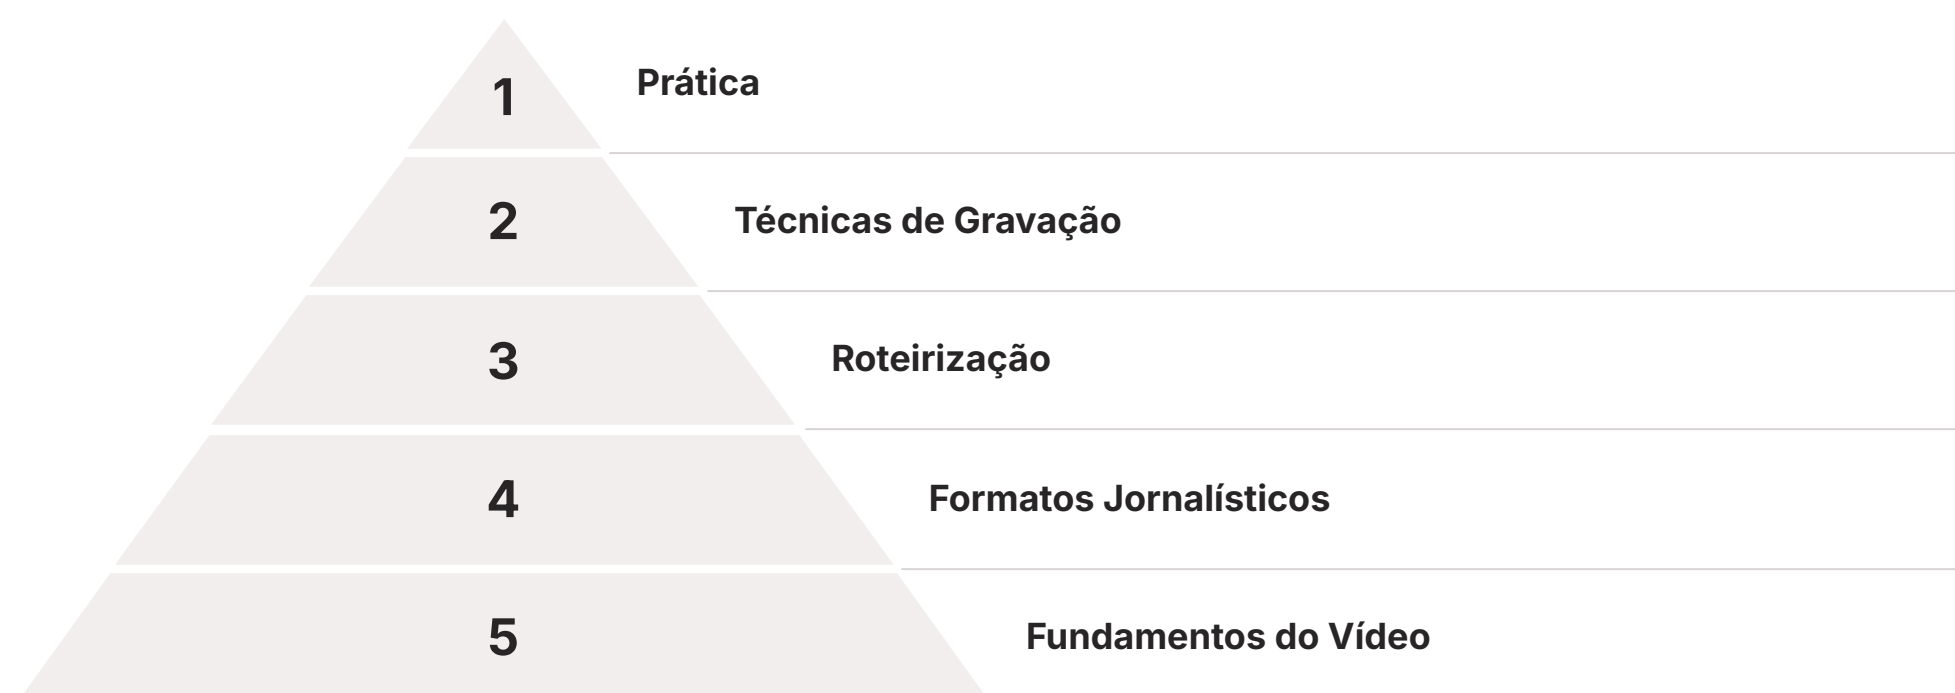 1
Prática
2
Técnicas de Gravação
3
Roteirização
4
Formatos Jornalísticos
5
Fundamentos do Vídeo